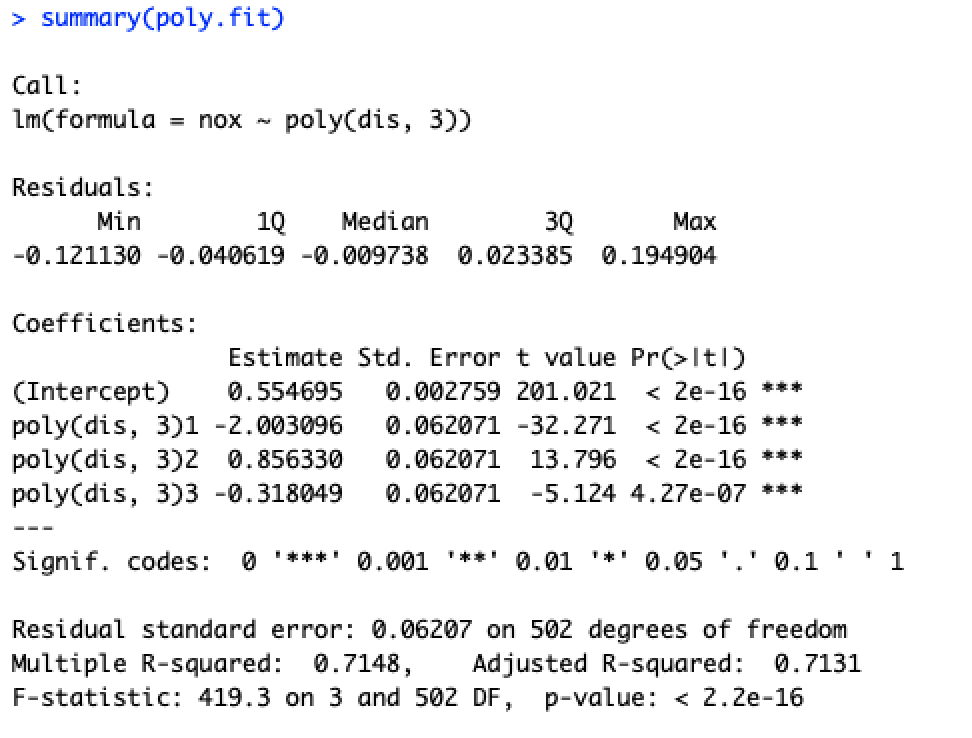 > summary(poly.fit)
Call:
lm(formula = nox ~ poly(dis, 3))
Residuals:
      Min        1Q    Median        3Q       Max
-0.121130 -0.040619 -0.009738  0.023385  0.194904
Coefficients:
               Estimate Std. Error t value Pr(>|t|)
(Intercept)    0.554695   0.002759 201.021  < 2e-16 ***
poly(dis, 3)1 -2.003096   0.062071 -32.271  < 2e-16 ***
poly(dis, 3)2  0.856330   0.062071  13.796  < 2e-16 ***
poly(dis, 3)3 -0.318049   0.062071  -5.124 4.27e-07 ***
---
Signif. codes:  0 '***' 0.001 '**' 0.01 '*' 0.05 '.' 0.1 ' ' 1
Residual standard error: 0.06207 on 502 degrees of freedom
Multiple R-squared:  0.7148,    Adjusted R-squared:  0.7131
F-statistic: 419.3 on 3 and 502 DF,  p-value: < 2.2e-16